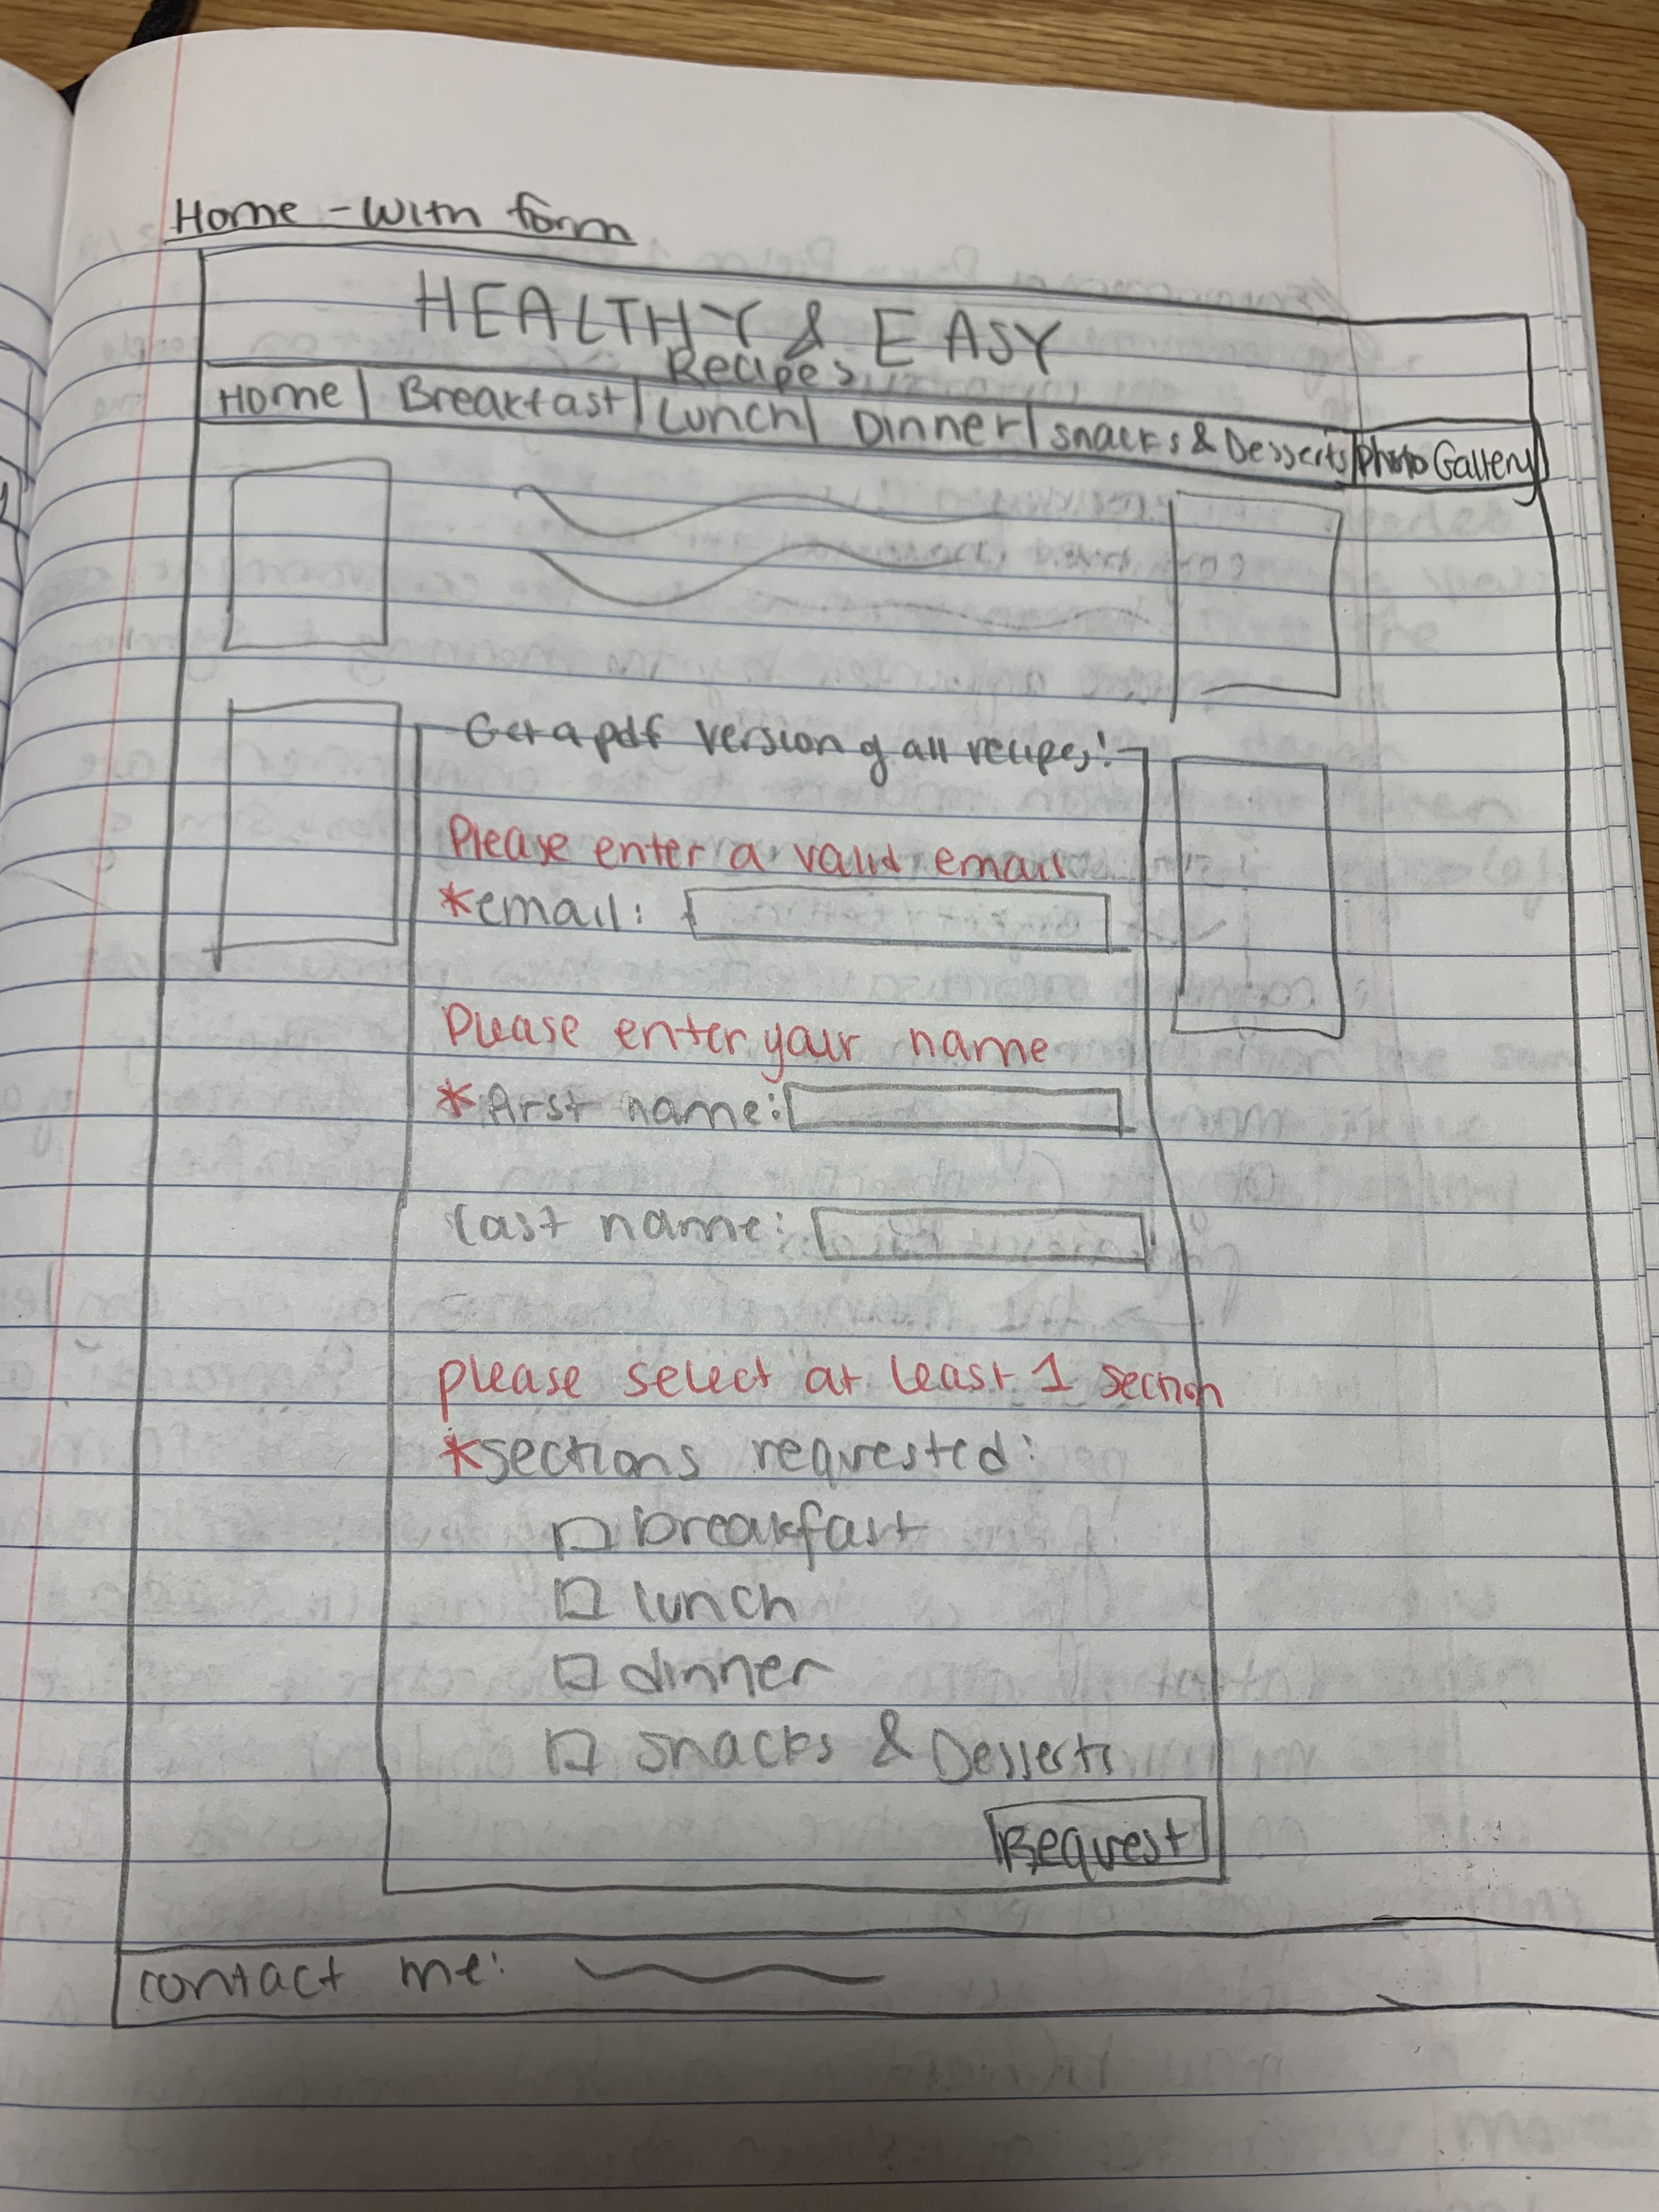 Home - With form
HEALTHY & EASY
Recipes
Home | Breakfast | Lunch | Dinner | snacks & Desserts | Photo Gallery
Get a pdf version of all recipes!
Please enter a valid email
*email:
Please enter your name
*first name:
last name:
please select at least 1 section
*sections requested:
breakfast
lunch
dinner
snacks & Desserts
Request
contact me: